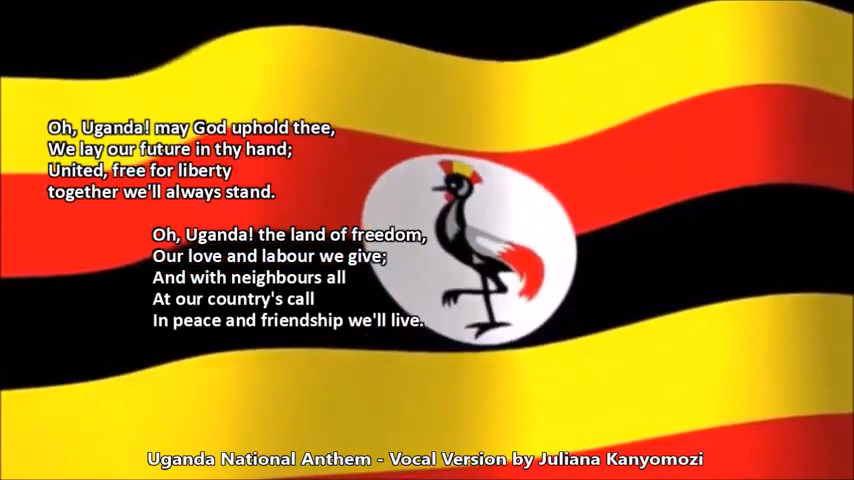 Oh, Uganda! may God uphold thee,
We lay our future in thy hand;
United, free for liberty
together we'll always stand.
Oh, Uganda! the land of freedom,
Our love and labour we give;
And with neighbours all
At our country's call
In peace and friendship we'll live.
Uganda National Anthem - Vocal Version by Juliana Kanyomozi